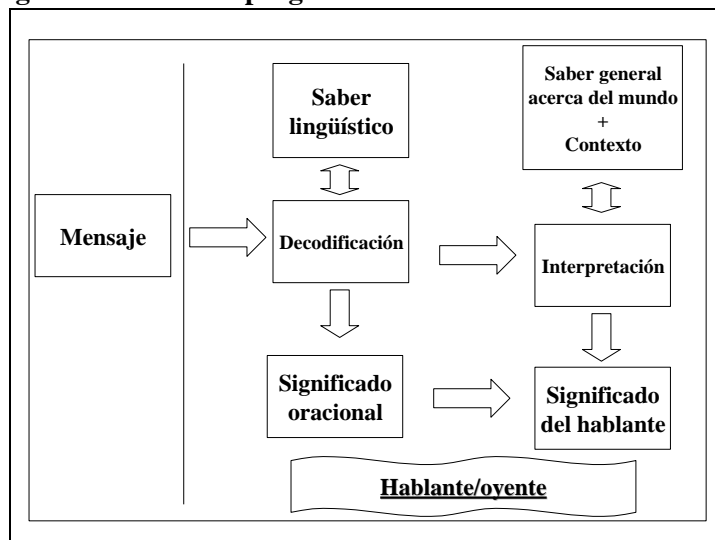 Saber
lingüístico
Saber general
acerca del mundo
+
Contexto
Mensaje
Decodificación
Interpretación
Significado
oracional
Significado
del hablante
Hablante/oyente